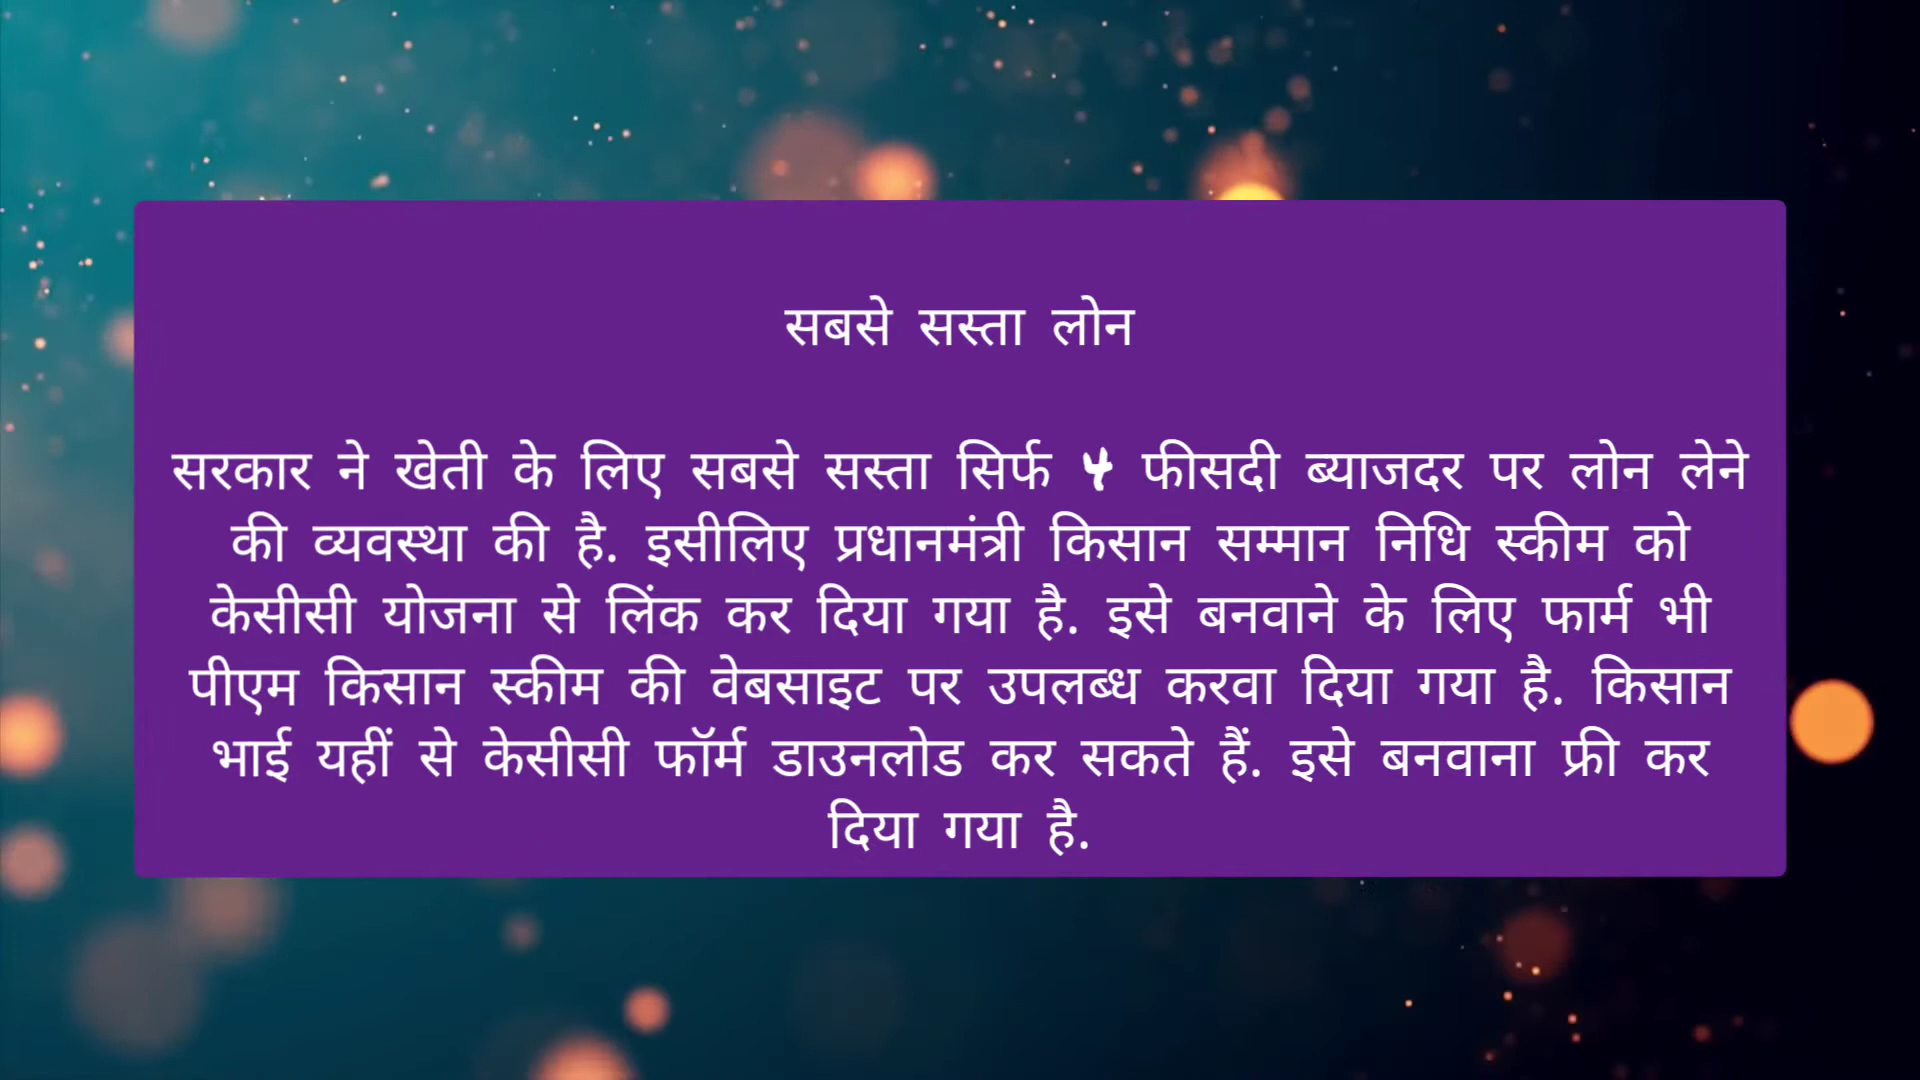 सबसे सस्ता लोन
सरकार ने खेती के लिए सबसे सस्ता सिर्फ 4 फीसदी ब्याजदर पर लोन लेने
की व्यवस्था की है. इसीलिए प्रधानमंत्री किसान सम्मान निधि स्कीम को
केसीसी योजना से लिंक कर दिया गया है. इसे बनवाने के लिए फार्म भी
पीएम किसान स्कीम की वेबसाइट पर उपलब्ध करवा दिया गया है. किसान
भाई यहीं से केसीसी फॉर्म डाउनलोड कर सकते हैं. इसे बनवाना फ्री कर
दिया गया है.